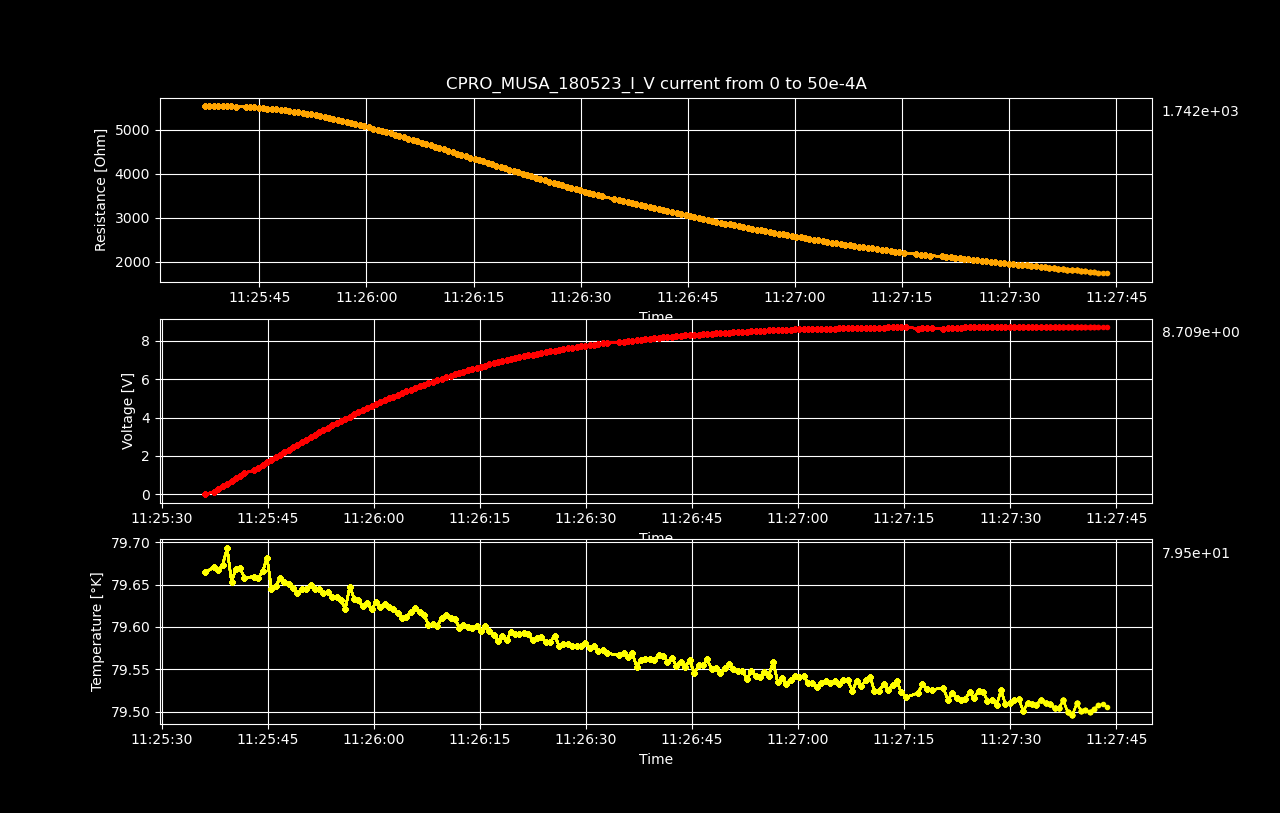 CPRO_MUSA_180523_I_V current from 0 to 50e-4A
1.742e+03
Resistance [Ohm]
5000
4000
3000
2000
11:25:45 11:26:00 11:26:15 11:26:30 11:26:45 11:27:00 11:27:15 11:27:30 11:27:45
Time
8.709e+00
Voltage [V]
8
6
4
2
0
11:25:30 11:25:45 11:26:00 11:26:15 11:26:30 11:26:45 11:27:00 11:27:15 11:27:30 11:27:45
Time
7.95e+01
Temperature [°K]
79.70
79.65
79.60
79.55
79.50
11:25:30 11:25:45 11:26:00 11:26:15 11:26:30 11:26:45 11:27:00 11:27:15 11:27:30 11:27:45
Time